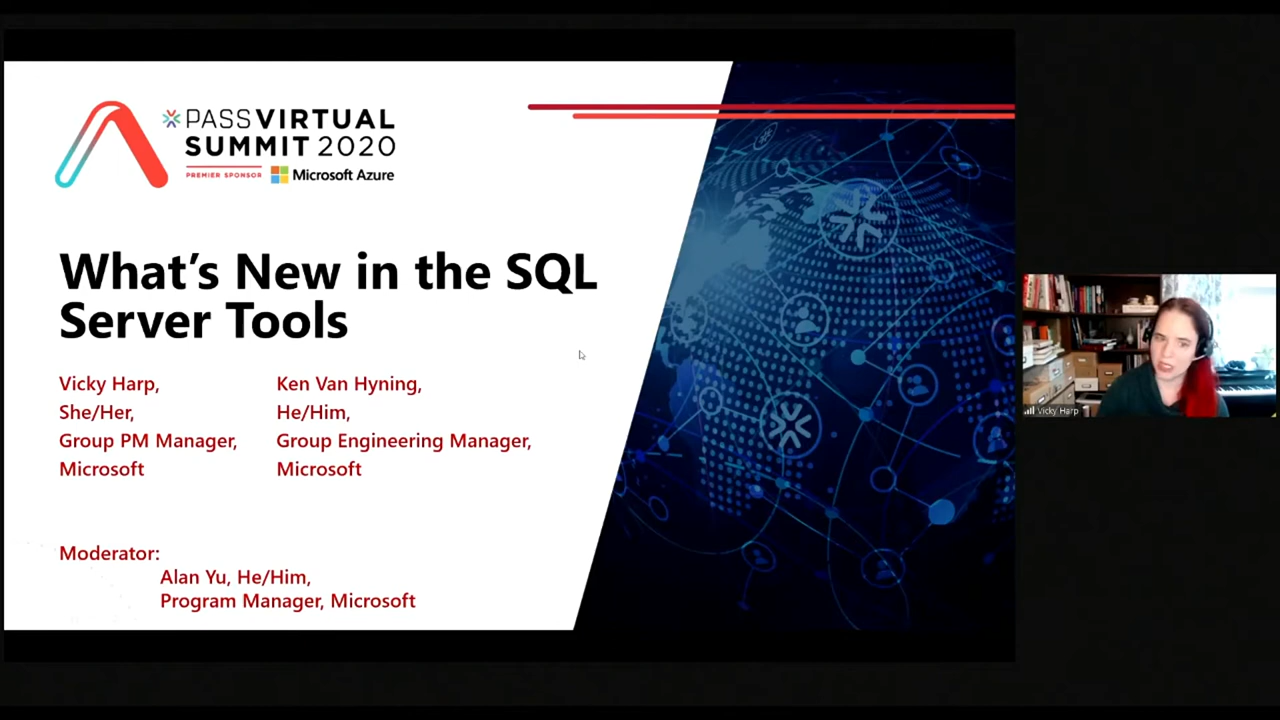 PASS VIRTUAL
SUMMIT 2020
PREMIER SPONSOR Microsoft Azure
What's New in the SQL
Server Tools
Vicky Harp,
She/Her,
Group PM Manager,
Microsoft
Ken Van Hyning,
He/Him,
Group Engineering Manager,
Microsoft
Moderator:
Alan Yu, He/Him,
Program Manager, Microsoft
Vicky Harp